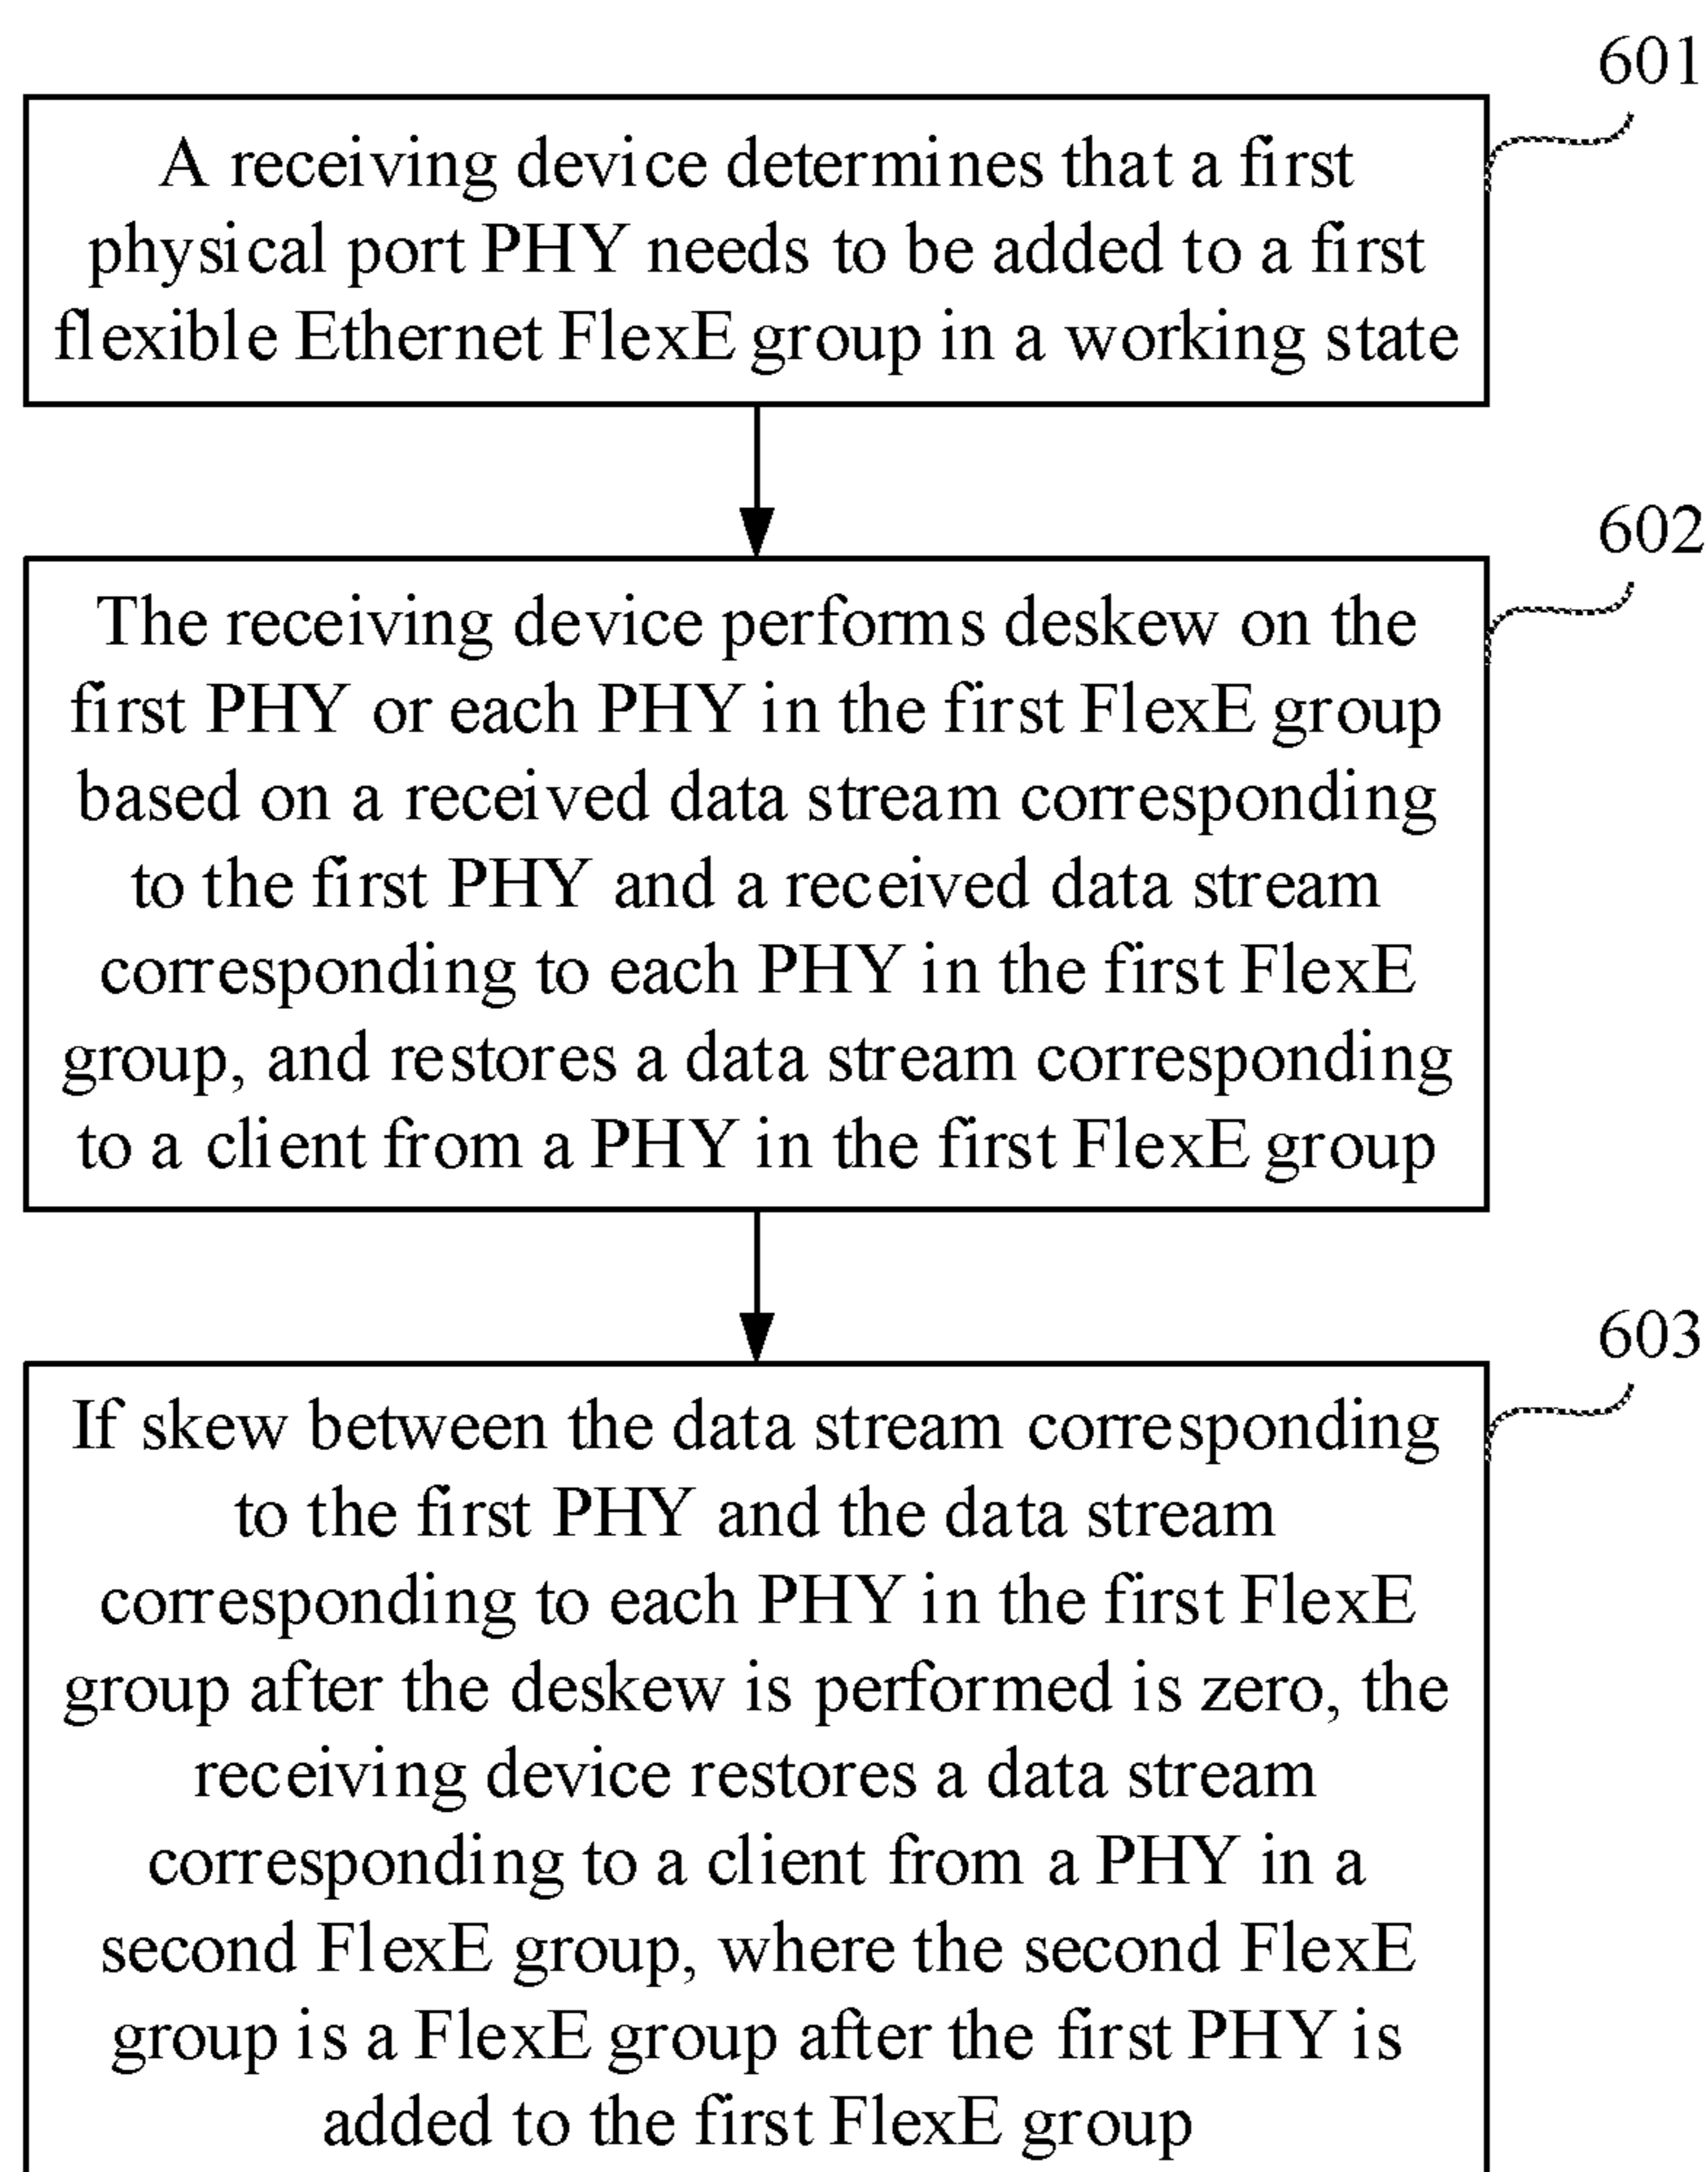 601
A receiving device determines that a first
physical port PHY needs to be added to a first
flexible Ethernet FlexE group in a working state
602
The receiving device performs deskew on the
first PHY or each PHY in the first FlexE group
based on a received data stream corresponding
to the first PHY and a received data stream
corresponding to each PHY in the first FlexE
group, and restores a data stream corresponding
to a client from a PHY in the first FlexE group
603
If skew between the data stream corresponding
to the first PHY and the data stream
corresponding to each PHY in the first FlexE
group after the deskew is performed is zero, the
receiving device restores a data stream
corresponding to a client from a PHY in a
second FlexE group, where the second FlexE
group is a FlexE group after the first PHY is
added to the first FlexE group